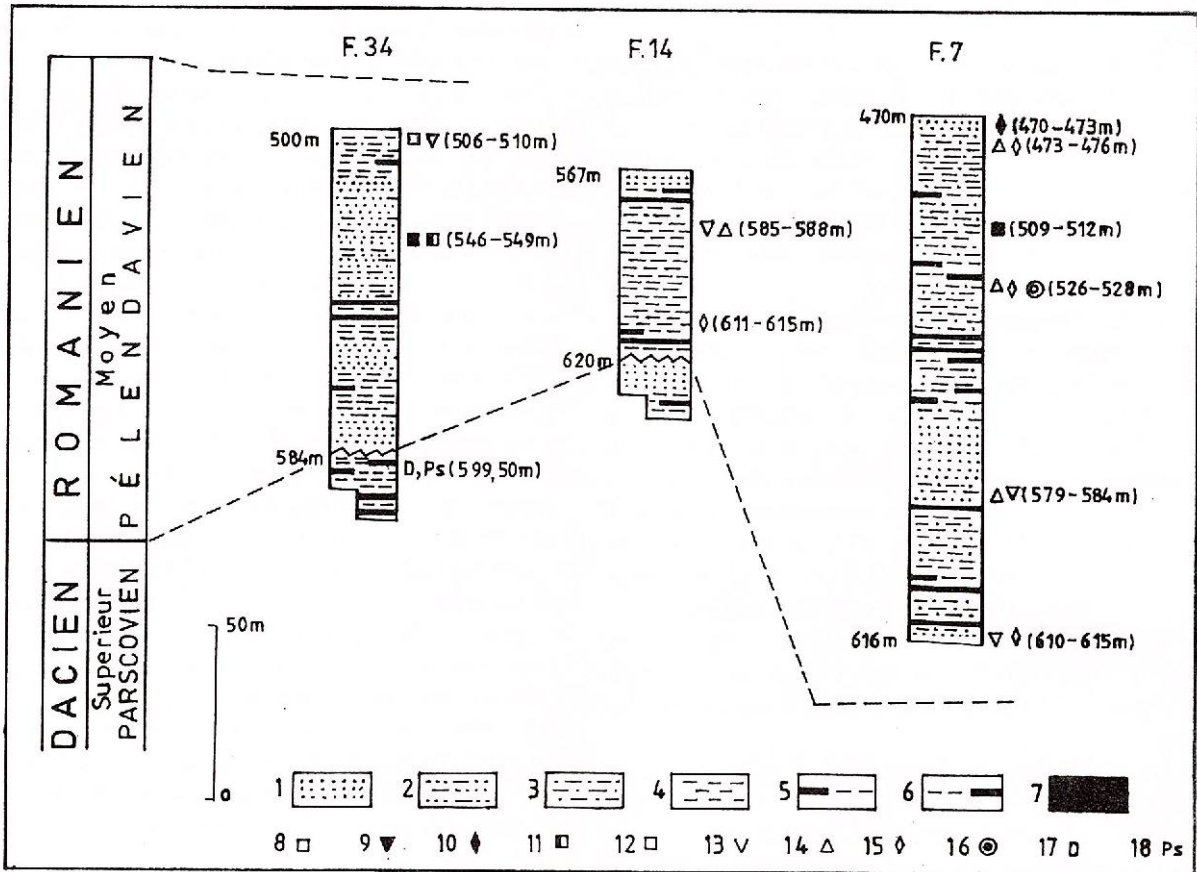 F. 34
F. 14
F. 7
ROMANIEN
Moyen
PÉLENDAVIEN
DACIEN
Superieur
PARSCOVIEN
500m
(506-510m)
(546-549m)
584m
D, Ps (599,50m)
567m
(585-588m)
(611-615m)
620m
470m
(470-473m)
(473-476m)
(509-512m)
(526-528m)
(579-584m)
616m
(610-615m)
50m
0
1 2 3 4 5 6 7
8 9 10 11 12 13 14 15 16 17 D 18 Ps